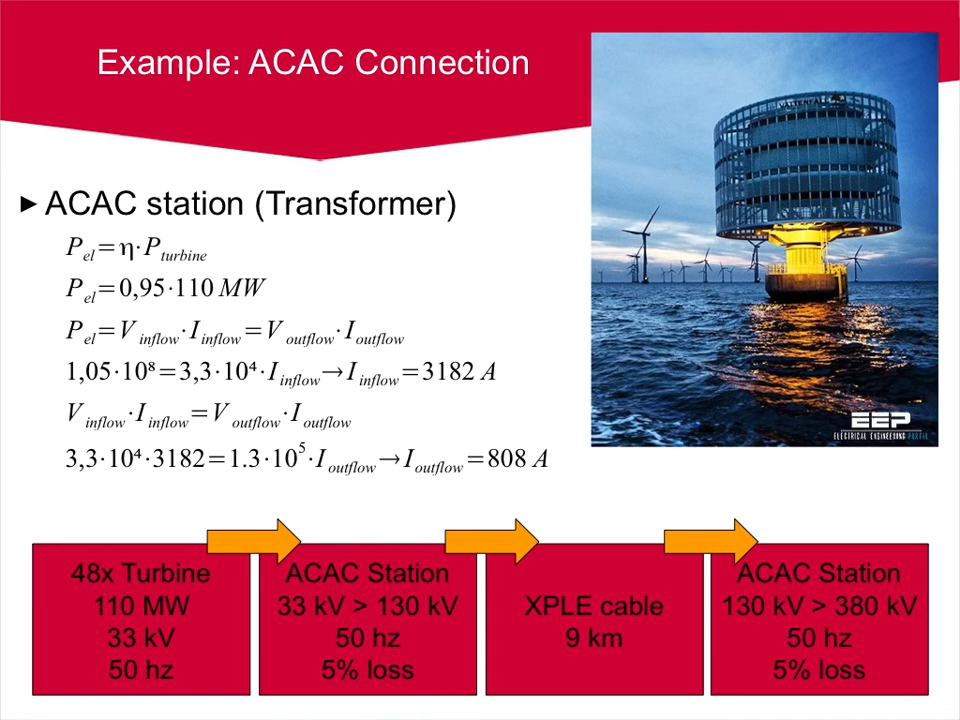 Example: ACAC Connection
VATTENFALL
► ACAC station (Transformer)
P_el=η·P_turbine
P_el=0,95·110 MW
P_el=V_inflow·I_inflow=V_outflow·I_outflow
1,05·10⁸=3,3·10⁴·I_inflow→I_inflow=3182 A
V_inflow·I_inflow=V_outflow·I_outflow
3,3·10⁴·3182=1.3·10⁵·I_outflow→I_outflow=808 A
EEP
ELECTRICAL ENGINEERING PORTAL
48x Turbine
110 MW
33 kV
50 hz
ACAC Station
33 kV > 130 kV
50 hz
5% loss
XPLE cable
9 km
ACAC Station
130 kV > 380 kV
50 hz
5% loss